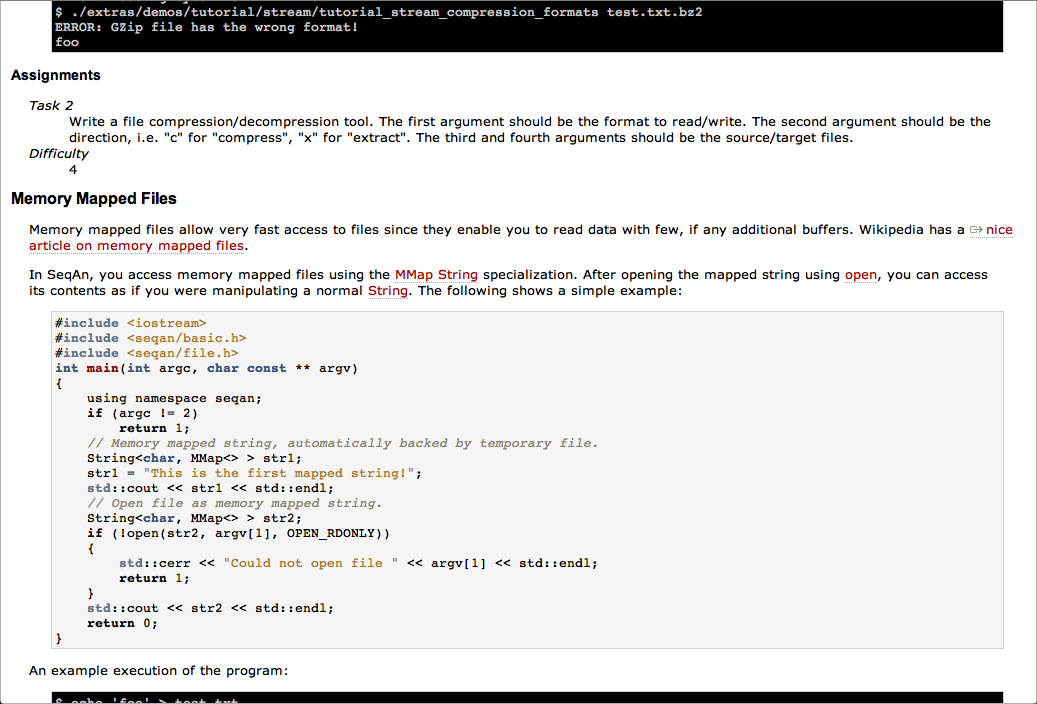 $ ./extras/demos/tutorial/stream/tutorial_stream_compression_formats test.txt.bz2
ERROR: GZip file has the wrong format!
foo
Assignments
Task 2
Write a file compression/decompression tool. The first argument should be the format to read/write. The second argument should be the
direction, i.e. "c" for "compress", "x" for "extract". The third and fourth arguments should be the source/target files.
Difficulty
4
Memory Mapped Files
Memory mapped files allow very fast access to files since they enable you to read data with few, if any additional buffers. Wikipedia has a nice
article on memory mapped files.
In SeqAn, you access memory mapped files using the MMap String specialization. After opening the mapped string using open, you can access
its contents as if you were manipulating a normal String. The following shows a simple example:
#include <iostream>
#include <seqan/basic.h>
#include <seqan/file.h>
int main(int argc, char const ** argv)
{
    using namespace seqan;
    if (argc != 2)
        return 1;
    // Memory mapped string, automatically backed by temporary file.
    String<char, MMap<> > str1;
    str1 = "This is the first mapped string!";
    std::cout << str1 << std::endl;
    // Open file as memory mapped string.
    String<char, MMap<> > str2;
    if (!open(str2, argv[1], OPEN_RDONLY))
    {
        std::cerr << "Could not open file " << argv[1] << std::endl;
        return 1;
    }
    std::cout << str2 << std::endl;
    return 0;
}
An example execution of the program:
$ echo 'foo' > test.txt